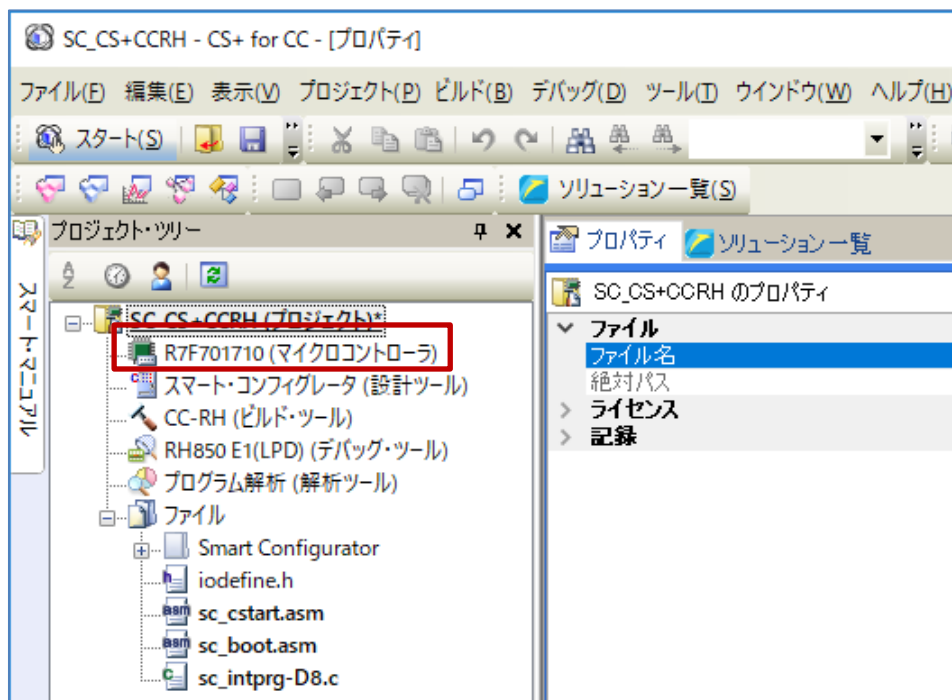 SC_CS+CCRH - CS+ for CC - [プロパティ]
ファイル(F) 編集(E) 表示(V) プロジェクト(P) ビルド(B) デバッグ(D) ツール(T) ウインドウ(W) ヘルプ(H)
スタート(S)
ソリューション一覧(S)
プロジェクト・ツリー
プロパティ ソリューション一覧
スマート・マニュアル
SC_CS+CCRH (プロジェクト)*
R7F701710 (マイクロコントローラ)
スマート・コンフィグレータ (設計ツール)
CC-RH (ビルド・ツール)
RH850 E1(LPD) (デバッグ・ツール)
プログラム解析 (解析ツール)
ファイル
Smart Configurator
iodefine.h
sc_cstart.asm
sc_boot.asm
sc_intprg-D8.c
SC_CS+CCRH のプロパティ
ファイル
ファイル名
絶対パス
ライセンス
記録